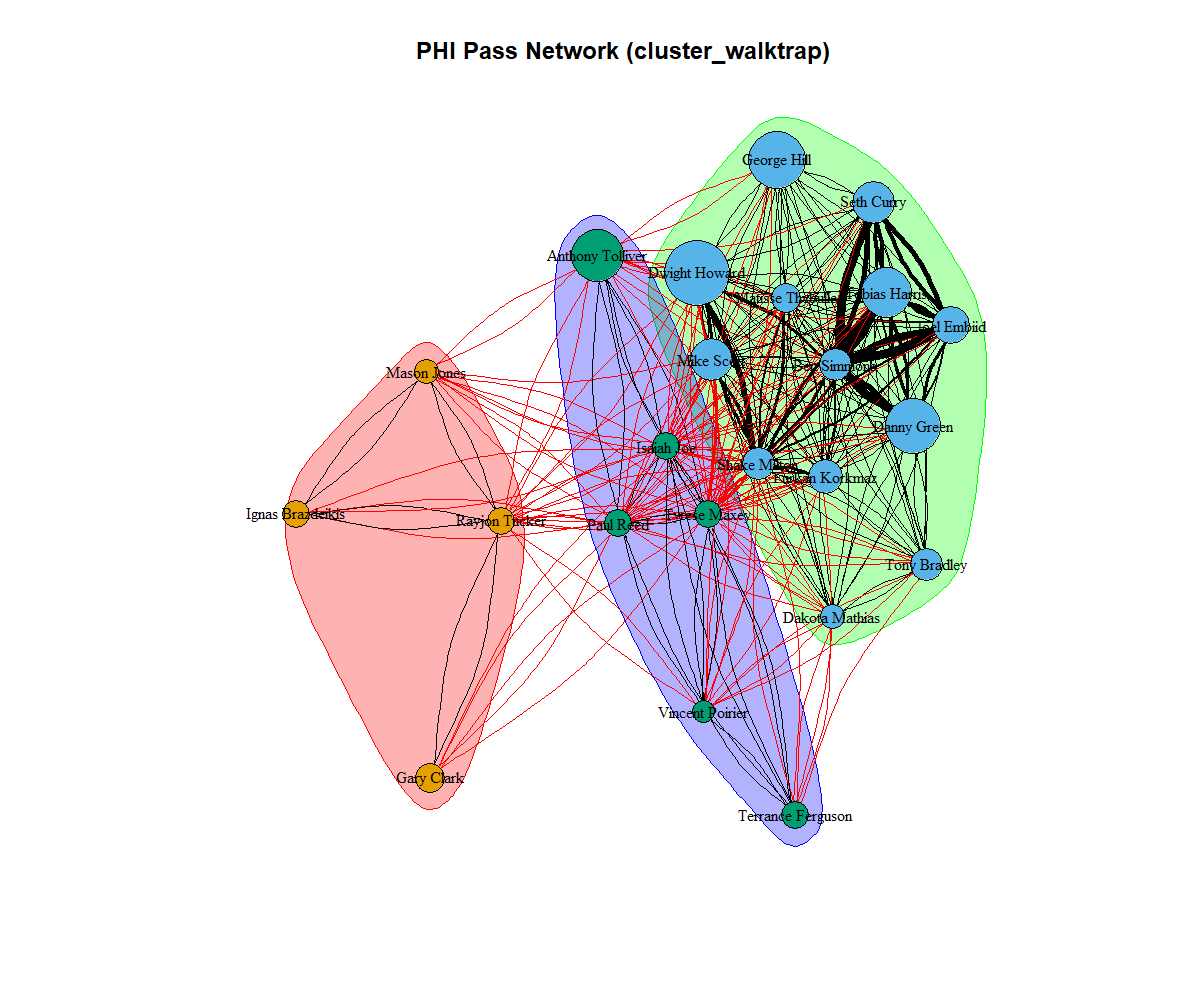 PHI Pass Network (cluster_walktrap)
George Hill
Seth Curry
Anthony Tolliver
Dwight Howard
Tobias Harris
Matisse Thybulle
Joel Embiid
Mike Scott
Ben Simmons
Mason Jones
Danny Green
Isaiah Joe
Shake Milton
Furkan Korkmaz
Ignas Brazdeikis
Rayjon Tucker
Paul Reed
Tyrese Maxey
Tony Bradley
Dakota Mathias
Vincent Poirier
Gary Clark
Terrance Ferguson